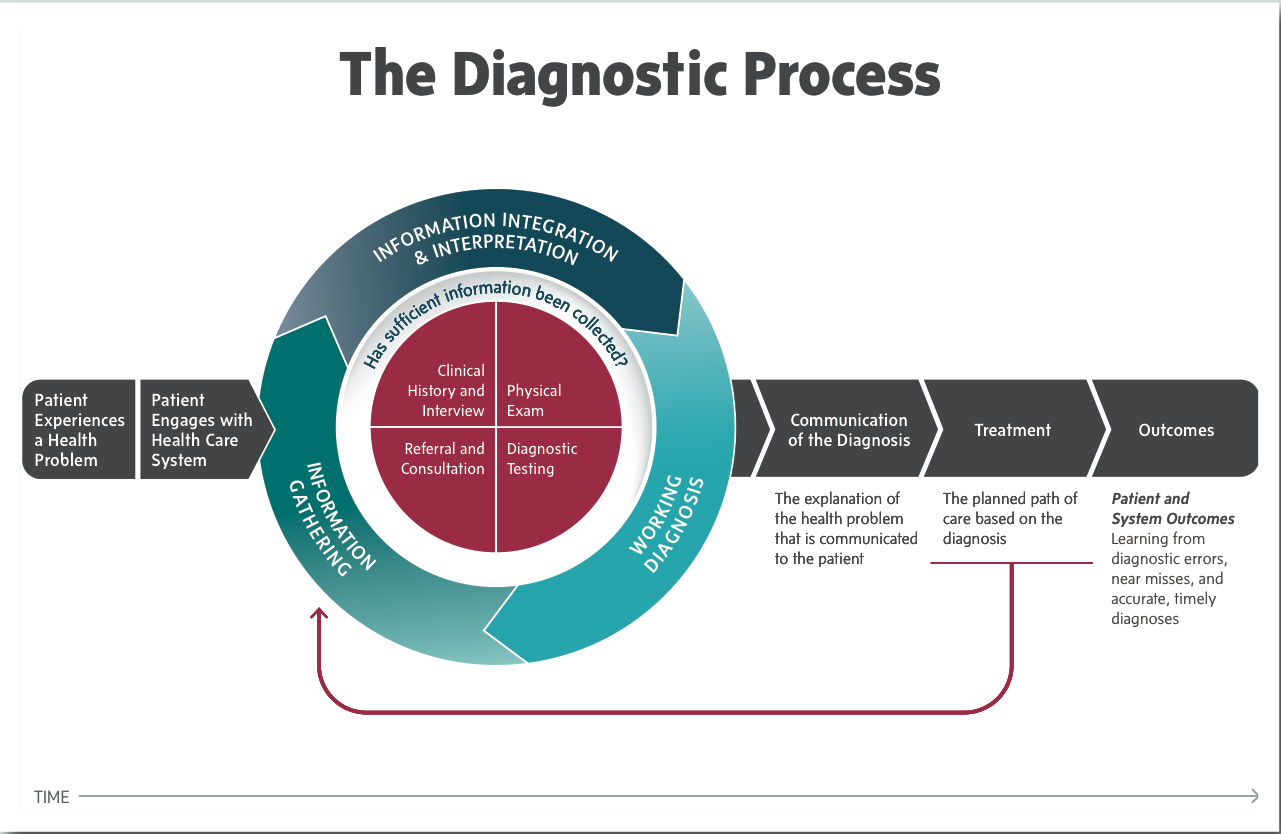 The Diagnostic Process
INFORMATION INTEGRATION
& INTERPRETATION
Has sufficient information been collected?
Clinical
History and
Interview
Physical
Exam
Referral and
Consultation
Diagnostic
Testing
INFORMATION
GATHERING
WORKING
DIAGNOSIS
Patient
Experiences
a Health
Problem
Patient
Engages with
Health Care
System
Communication
of the Diagnosis
Treatment
Outcomes
The explanation of
the health problem
that is communicated
to the patient
The planned path of
care based on the
diagnosis
Patient and
System Outcomes
Learning from
diagnostic errors,
near misses, and
accurate, timely
diagnoses
TIME